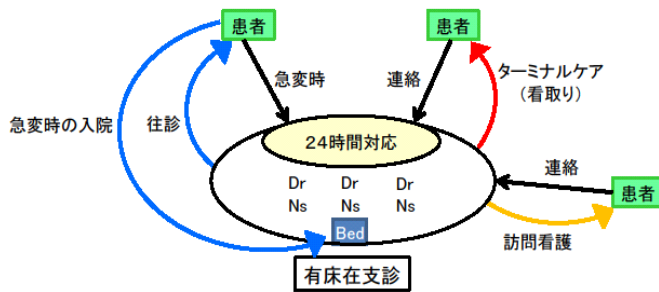 患者
患者
急変時
連絡
ターミナルケア
(看取り)
急変時の入院
往診
24時間対応
連絡
患者
Dr Dr Dr
Ns Ns Ns
Bed
訪問看護
有床在支診